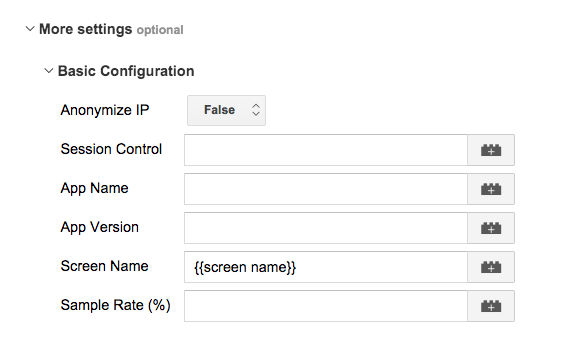 More settings optional
Basic Configuration
Anonymize IP False
Session Control
App Name
App Version
Screen Name {{screen name}}
Sample Rate (%)